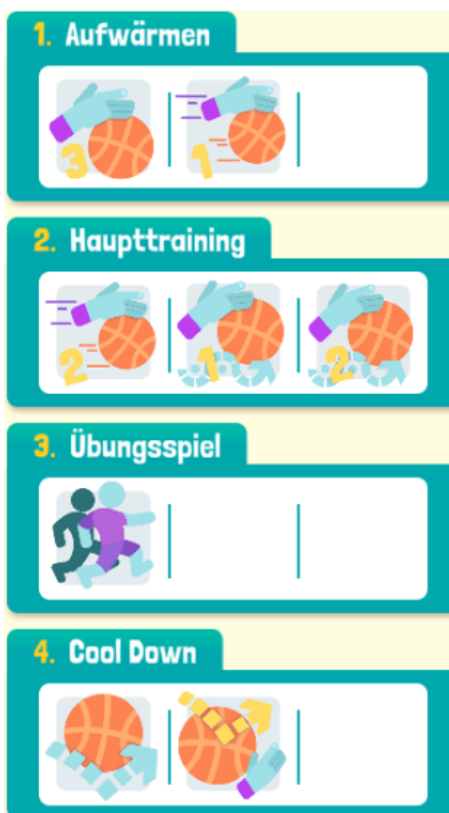 1. Aufwärmen
3 1
2. Haupttraining
2 1 2
3. Übungsspiel
4. Cool Down